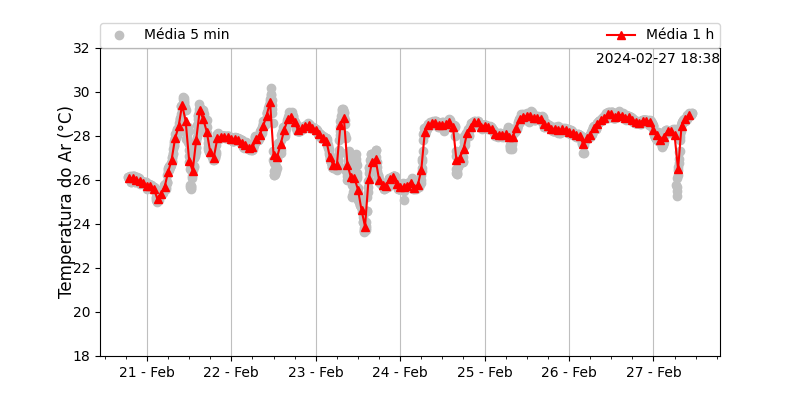 Média 5 min
Média 1 h
2024-02-27 18:38
Temperatura do Ar (°C)
32
30
28
26
24
22
20
18
21 - Feb
22 - Feb
23 - Feb
24 - Feb
25 - Feb
26 - Feb
27 - Feb